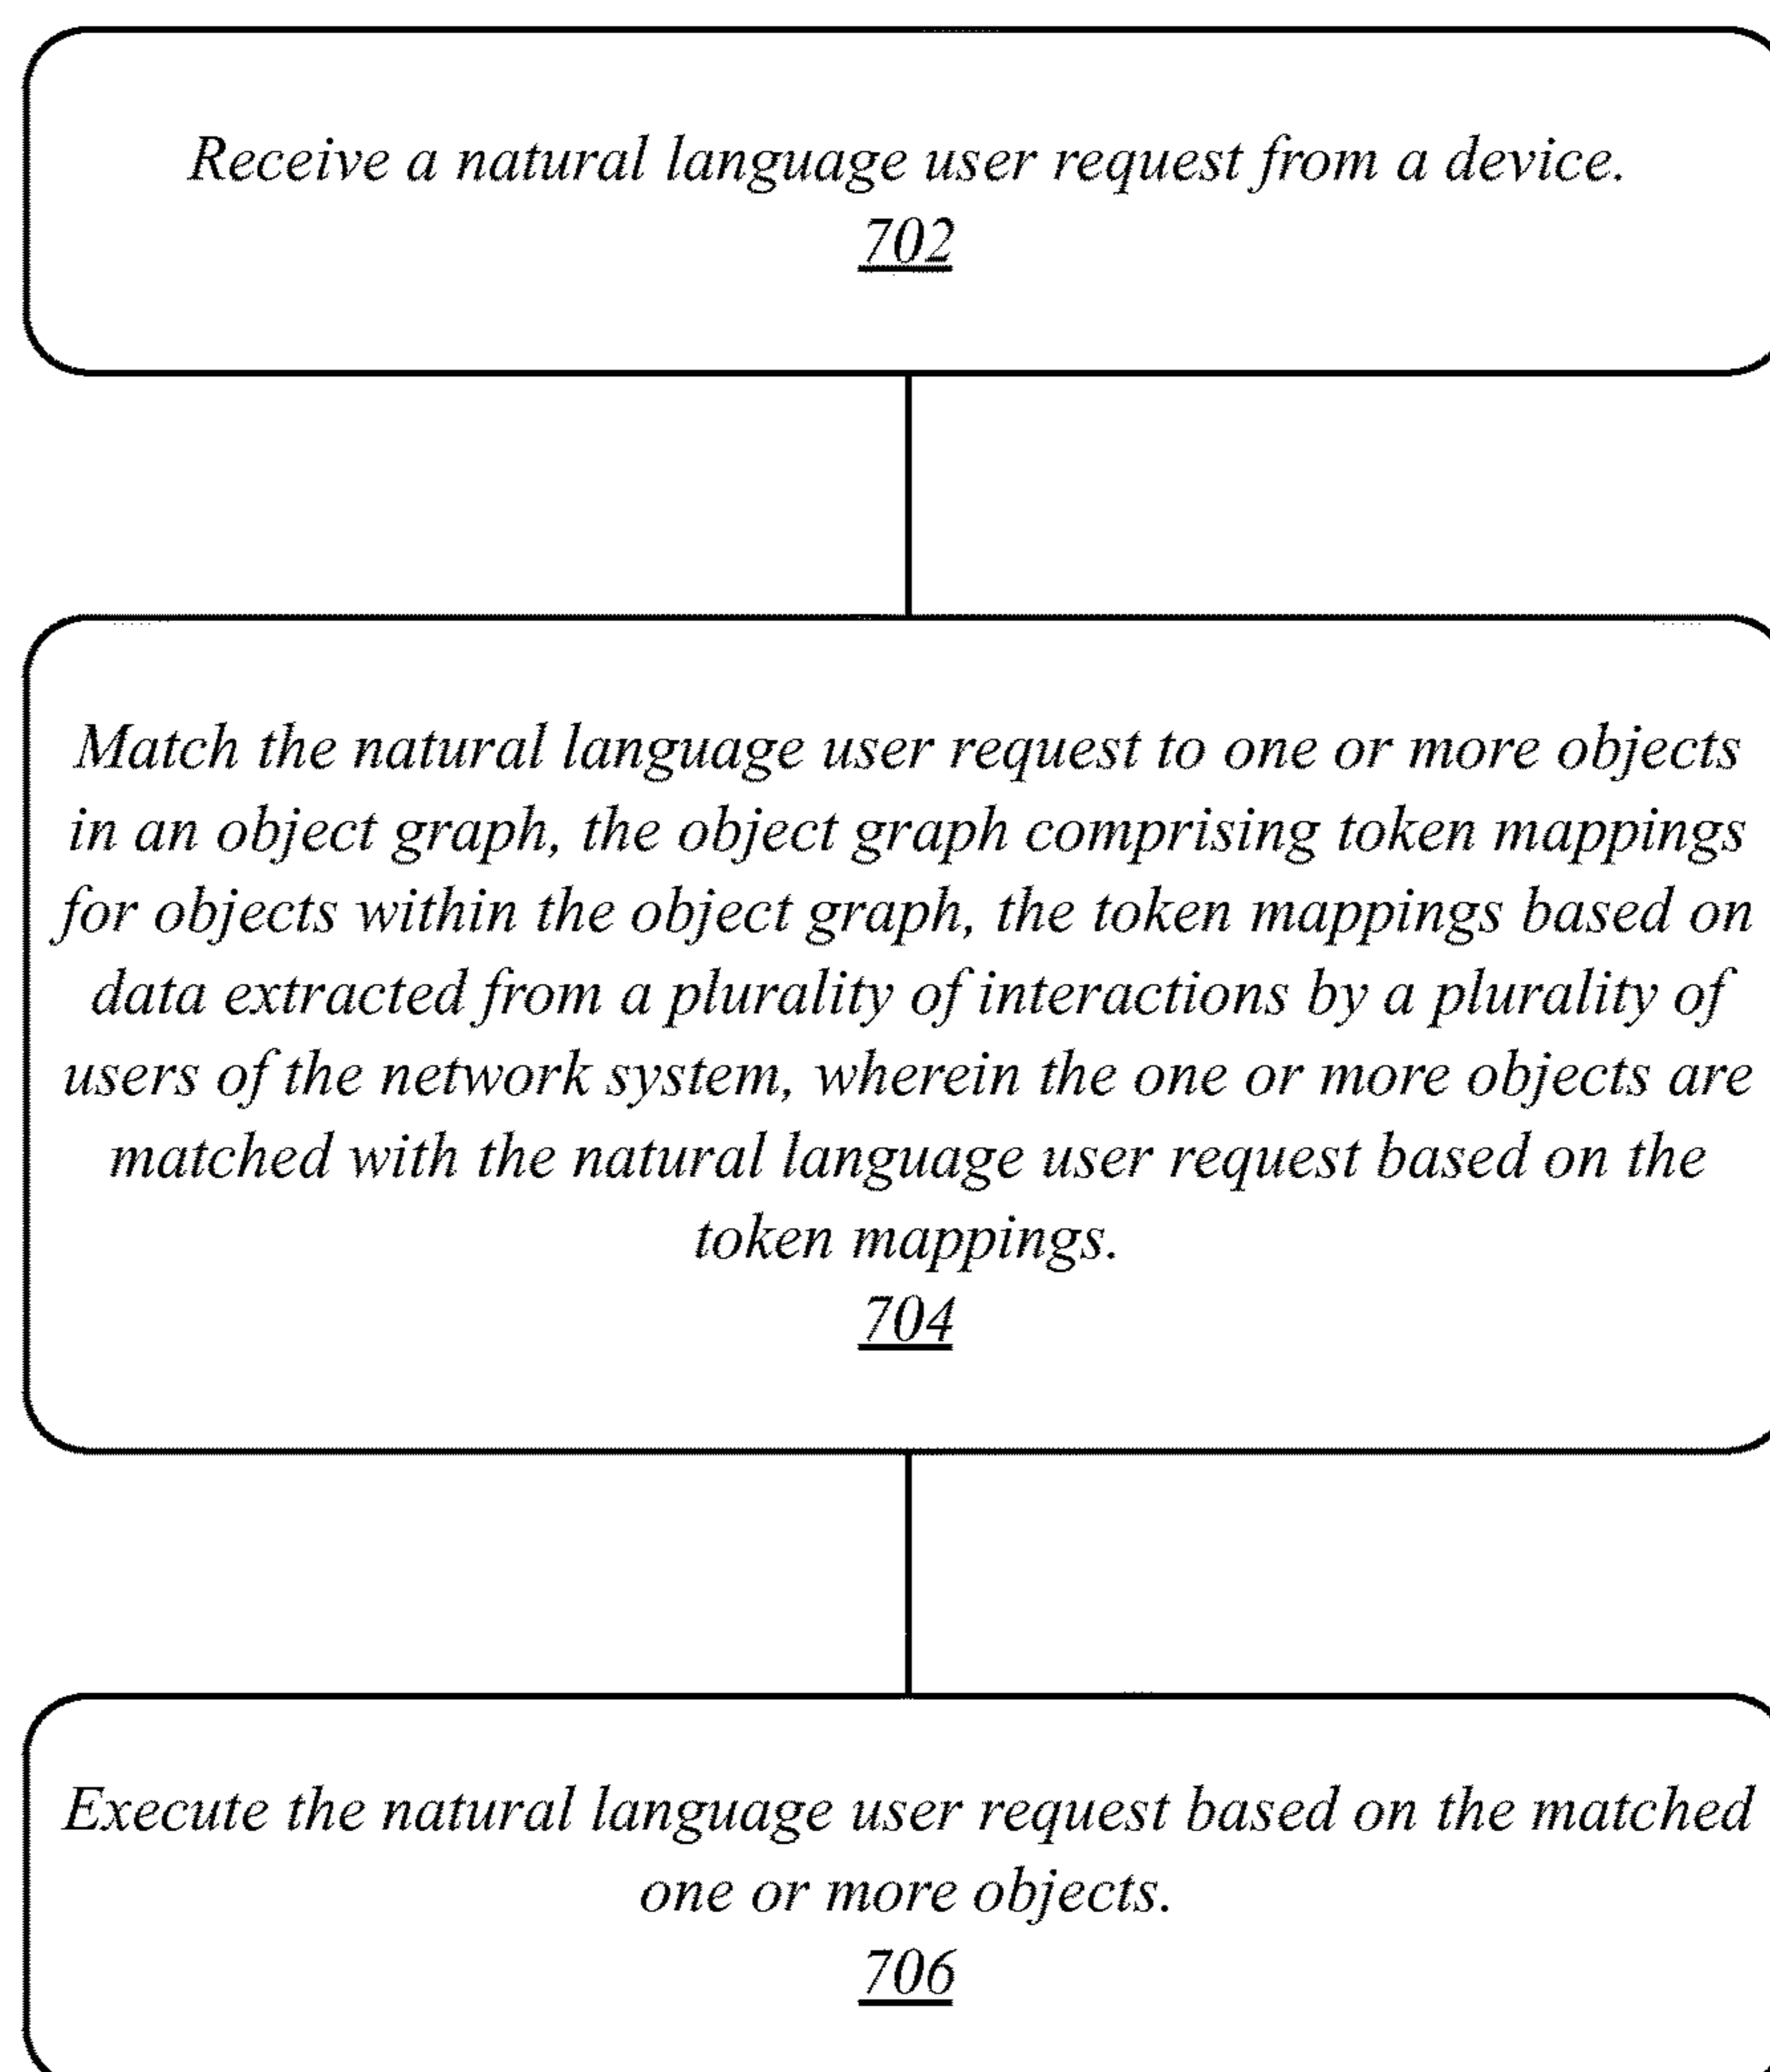 Receive a natural language user request from a device.
702
Match the natural language user request to one or more objects
in an object graph, the object graph comprising token mappings
for objects within the object graph, the token mappings based on
data extracted from a plurality of interactions by a plurality of
users of the network system, wherein the one or more objects are
matched with the natural language user request based on the
token mappings.
704
Execute the natural language user request based on the matched
one or more objects.
706